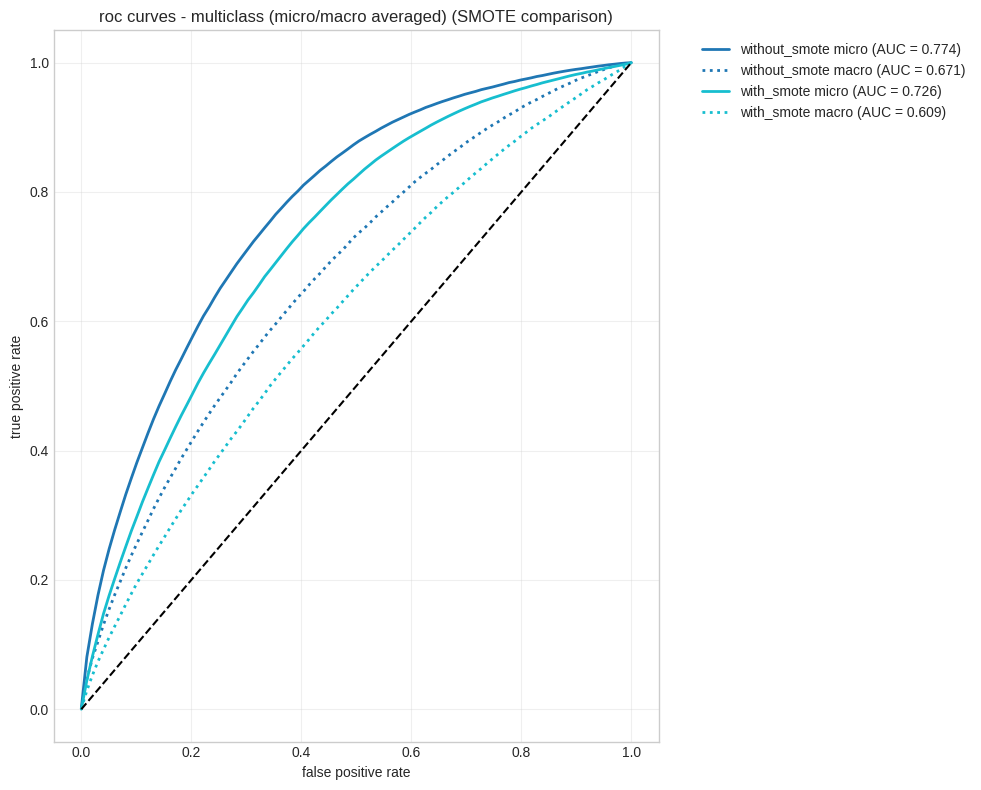 roc curves - multiclass (micro/macro averaged) (SMOTE comparison)
without_smote micro (AUC = 0.774)
without_smote macro (AUC = 0.671)
with_smote micro (AUC = 0.726)
with_smote macro (AUC = 0.609)
true positive rate
1.0
0.8
0.6
0.4
0.2
0.0
0.0 0.2 0.4 0.6 0.8 1.0
false positive rate